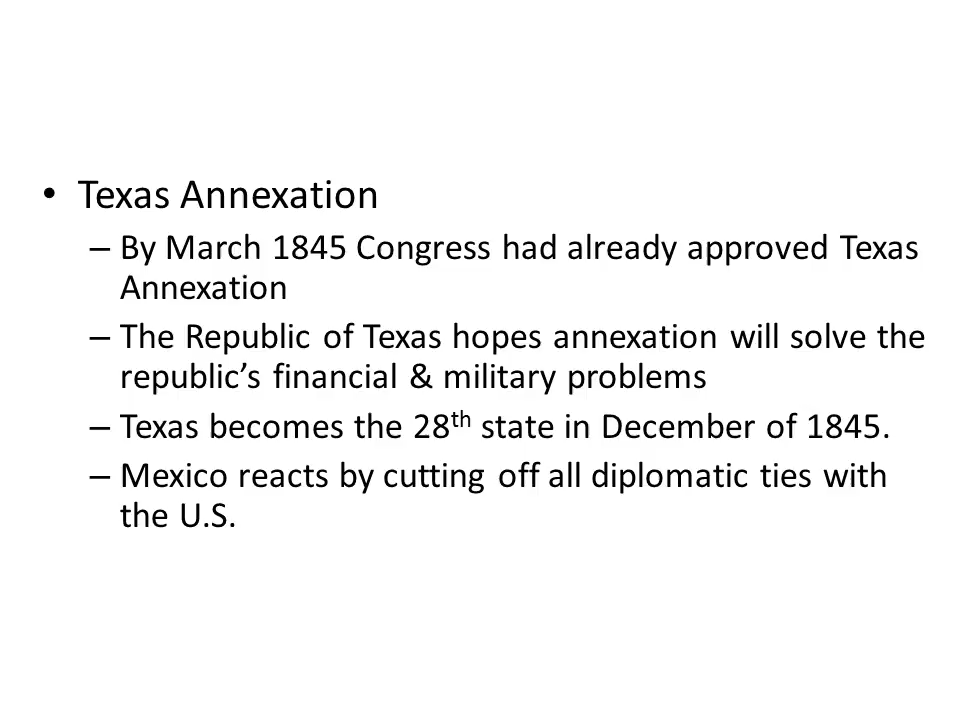 • Texas Annexation
– By March 1845 Congress had already approved Texas
Annexation
– The Republic of Texas hopes annexation will solve the
republic’s financial & military problems
– Texas becomes the 28th state in December of 1845.
– Mexico reacts by cutting off all diplomatic ties with
the U.S.